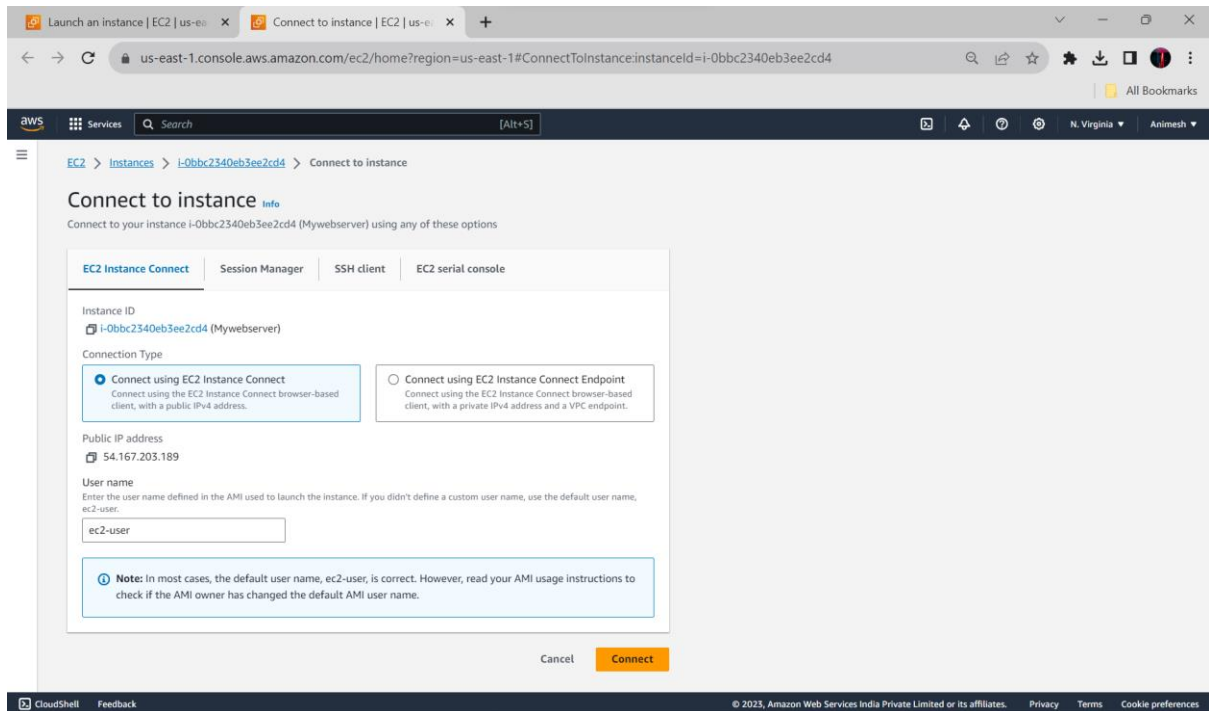 Launch an instance | EC2 | us-ea
Connect to instance | EC2 | us-ea
us-east-1.console.aws.amazon.com/ec2/home?region=us-east-1#ConnectToInstance:instanceId=i-0bbc2340eb3ee2cd4
All Bookmarks
aws Services Search [Alt+S] N. Virginia Animesh
EC2 > Instances > i-0bbc2340eb3ee2cd4 > Connect to instance
Connect to instance Info
Connect to your instance i-0bbc2340eb3ee2cd4 (Mywebserver) using any of these options
EC2 Instance Connect Session Manager SSH client EC2 serial console
Instance ID
i-0bbc2340eb3ee2cd4 (Mywebserver)
Connection Type
Connect using EC2 Instance Connect
Connect using the EC2 Instance Connect browser-based
client, with a public IPv4 address.
Connect using EC2 Instance Connect Endpoint
Connect using the EC2 Instance Connect browser-based
client, with a private IPv4 address and a VPC endpoint.
Public IP address
54.167.203.189
User name
Enter the user name defined in the AMI used to launch the instance. If you didn't define a custom user name, use the default user name,
ec2-user.
ec2-user
Note: In most cases, the default user name, ec2-user, is correct. However, read your AMI usage instructions to
check if the AMI owner has changed the default AMI user name.
Cancel Connect
CloudShell Feedback © 2023, Amazon Web Services India Private Limited or its affiliates. Privacy Terms Cookie preferences